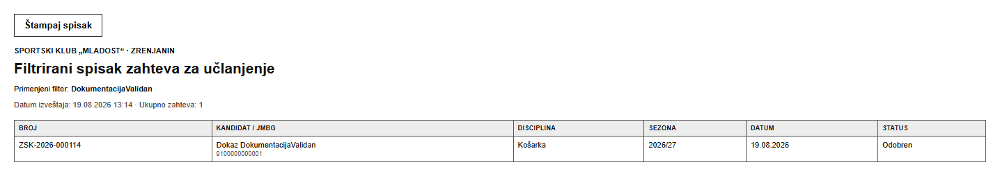 Štampaj spisak
SPORTSKI KLUB „MLADOST“ · ZRENJANIN
Filtrirani spisak zahteva za učlanjenje
Primenjeni filter: DokumentacijaValidan
Datum izveštaja: 19.08.2026 13:14 · Ukupno zahteva: 1
BROJ KANDIDAT / JMBG DISCIPLINA SEZONA DATUM STATUS
ZSK-2026-000114 Dokaz DokumentacijaValidan Košarka 2026/27 19.08.2026 Odobren
9100000000001